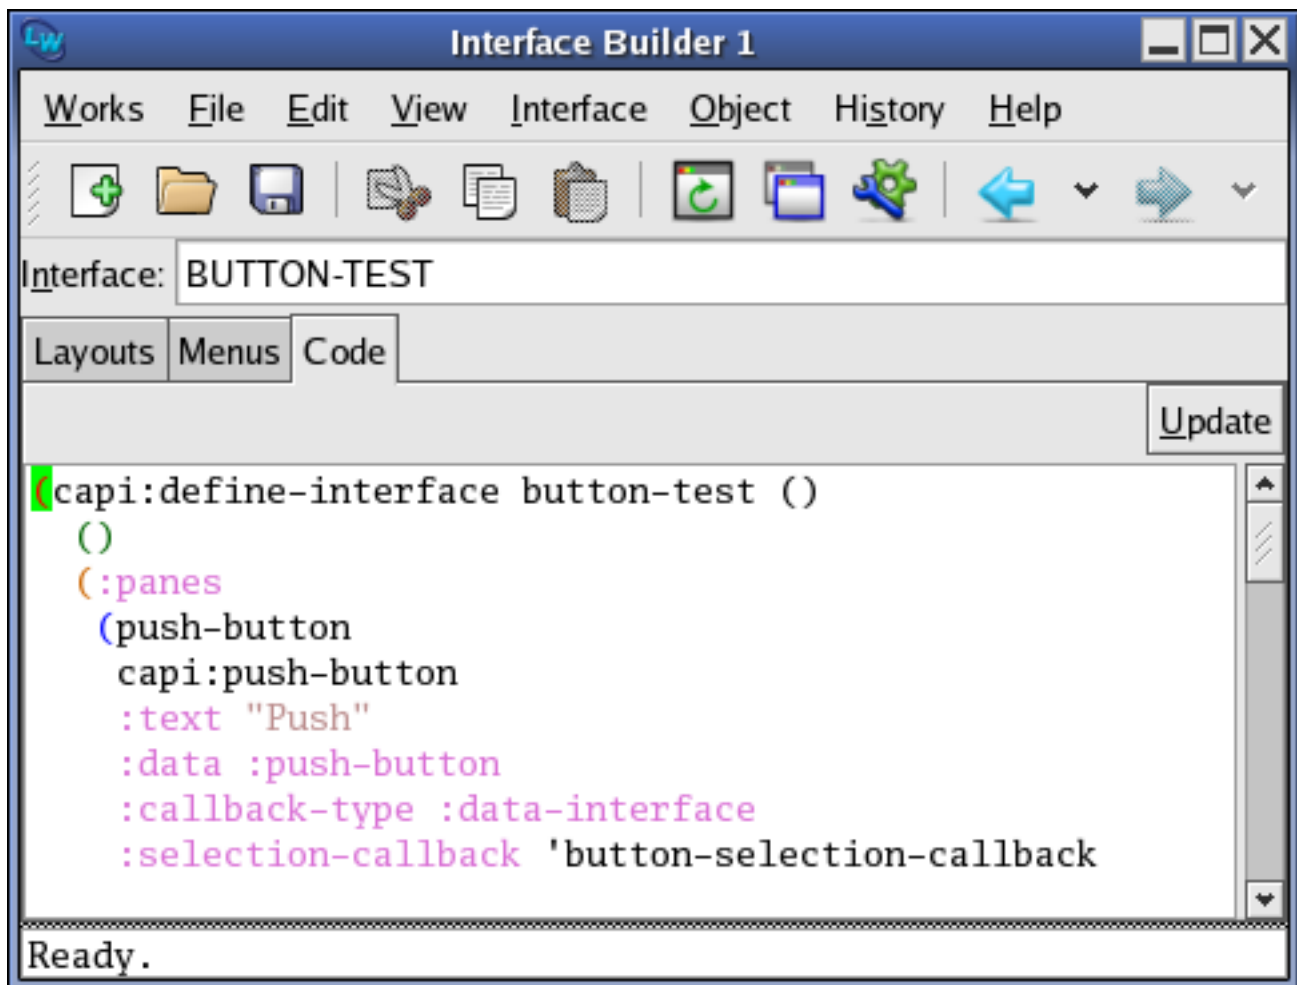 LW
Interface Builder 1
Works File Edit View Interface Object History Help
Interface: BUTTON-TEST
Layouts Menus Code
Update
(capi:define-interface button-test ()
()
(:panes
(push-button
capi:push-button
:text "Push"
:data :push-button
:callback-type :data-interface
:selection-callback 'button-selection-callback
Ready.